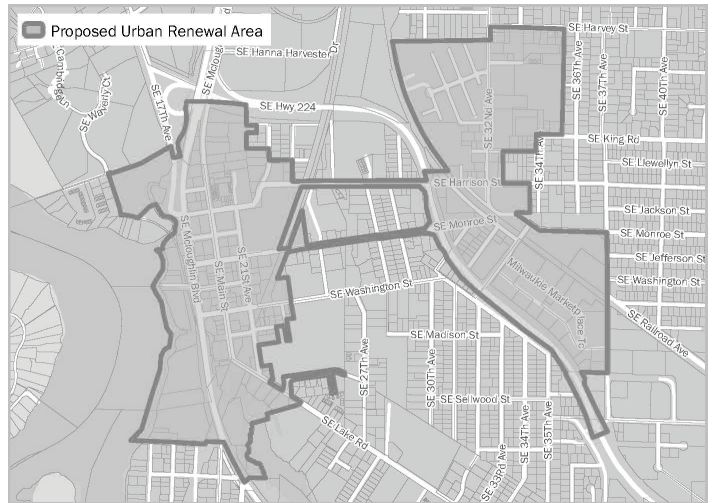 Proposed Urban Renewal Area
SE Harvey St
SE Hanna Harvester Dr
SE Mcloug
Cambridge Ln
SE Waverly Ct
SE 17Th Ave
SE Hwy 224
SE 32Nd Ave
SE 36Th Ave
SE 37Th Ave
SE 40Th Ave
SE King Rd
SE 34Th Av
SE Llewellyn St
SE Harrison St
SE Jackson St
SE Monroe St
SE Monroe St
SE Jefferson St
SE Mcloughlin Blvd
SE Main St
SE 21St Ave
SE Washington St
SE Washington St
Milwaukie Marketplace Tc
SE Railroad Ave
SE Madison St
SE 27Th Ave
SE 30Th Ave
SE Sellwood St
SE Lake Rd
SE 33Rd Ave
SE 34Th Ave
SE 35Th Ave